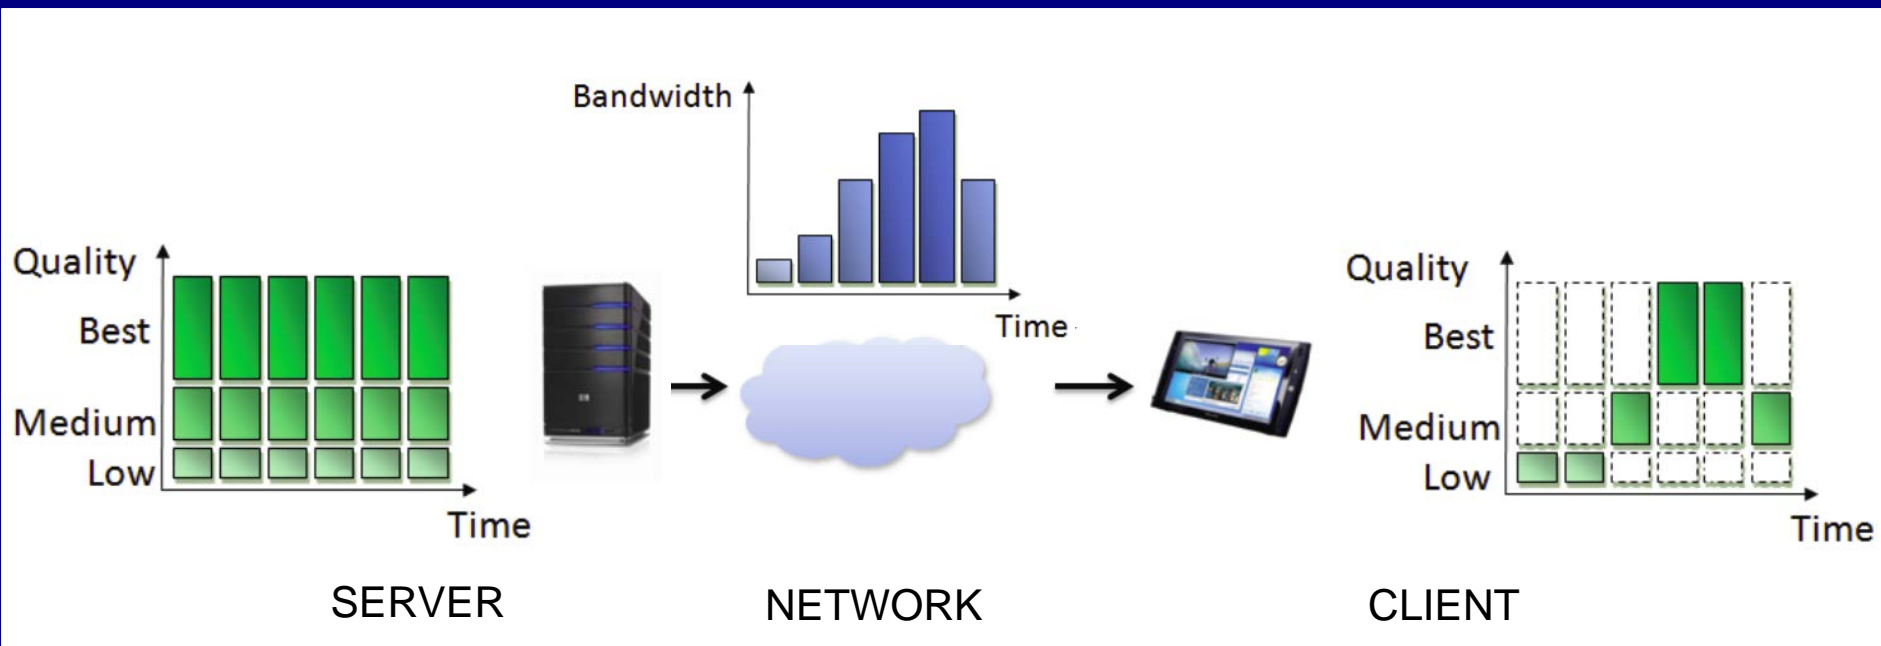 Bandwidth
Time
Quality
Best
Medium
Low
Time
Quality
Best
Medium
Low
Time
SERVER
NETWORK
CLIENT